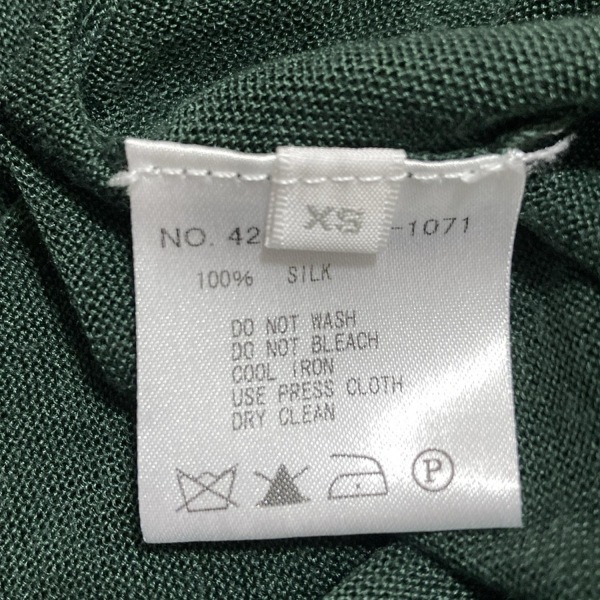 XS
NO. 42 -1071
100% SILK
DO NOT WASH
DO NOT BLEACH
COOL IRON
USE PRESS CLOTH
DRY CLEAN
P